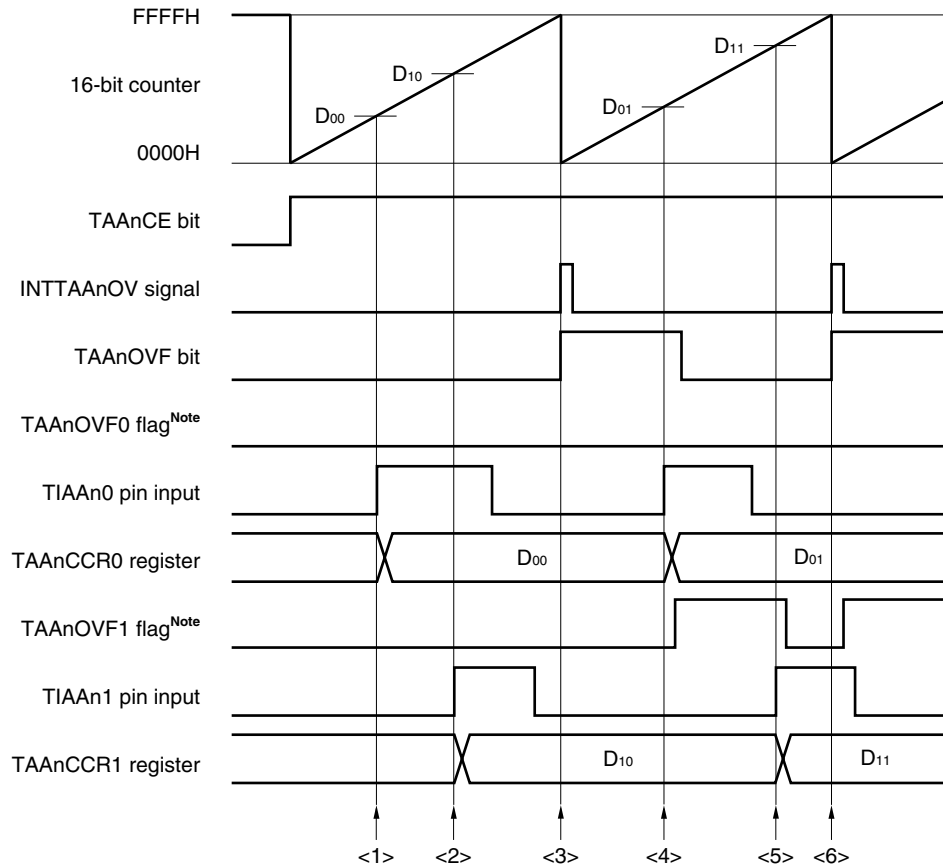 FFFFH
D11
D10
16-bit counter
D01
D00
0000H
TAAnCE bit
INTTAAnOV signal
TAAnOVF bit
TAAnOVF0 flagNote
TIAAn0 pin input
TAAnCCR0 register
D00
D01
TAAnOVF1 flagNote
TIAAn1 pin input
TAAnCCR1 register
D10
D11
<1> <2> <3> <4> <5> <6>